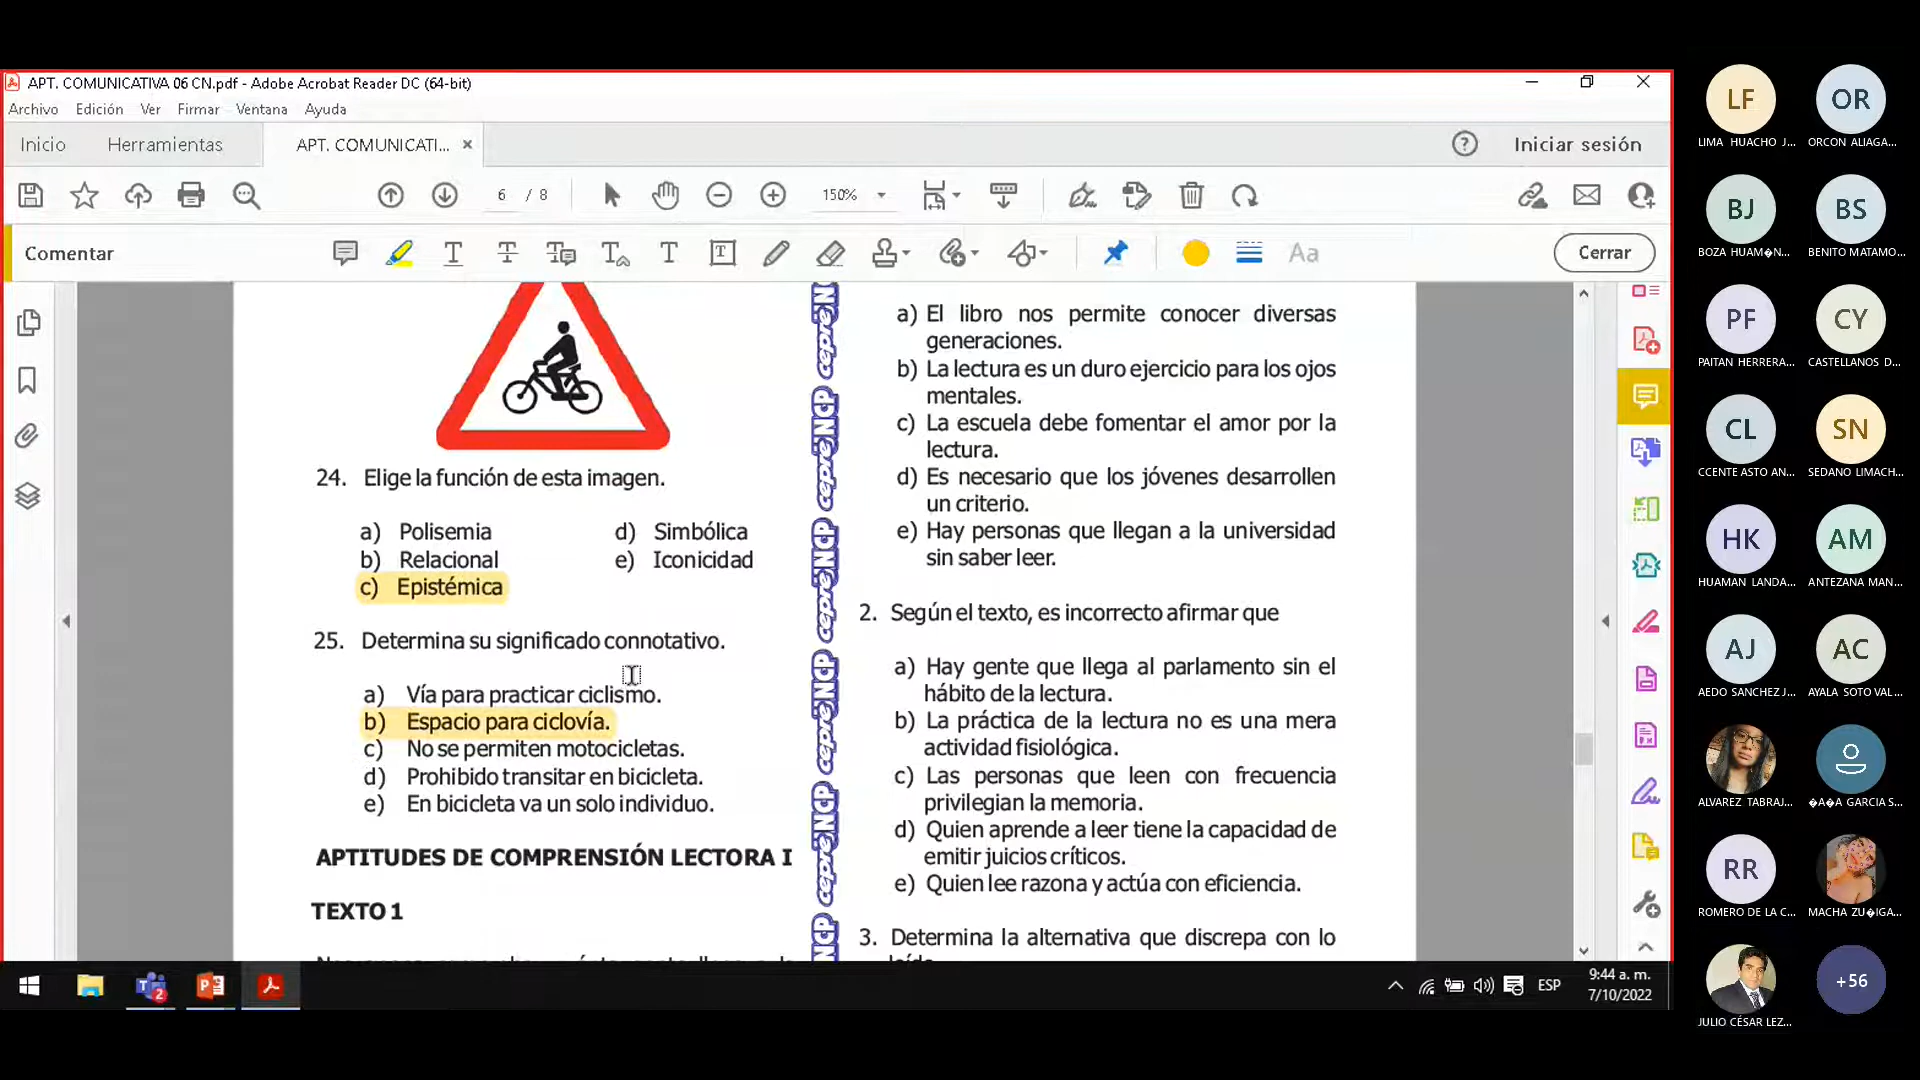 APT. COMUNICATIVA 06 CN.pdf - Adobe Acrobat Reader DC (64-bit)
Archivo Edición Ver Firmar Ventana Ayuda
Inicio Herramientas APT. COMUNICATI... Iniciar sesión
6 / 8 150%
Comentar Aa Cerrar
24. Elige la función de esta imagen.
a) Polisemia d) Simbólica
b) Relacional e) Iconicidad
c) Epistémica
25. Determina su significado connotativo.
a) Vía para practicar ciclismo.
b) Espacio para ciclovía.
c) No se permiten motocicletas.
d) Prohibido transitar en bicicleta.
e) En bicicleta va un solo individuo.
APTITUDES DE COMPRENSIÓN LECTORA I
TEXTO 1
cepreUNCP cepreUNCP cepreUNCP cepreUNCP cepreUNCP
a) El libro nos permite conocer diversas
generaciones.
b) La lectura es un duro ejercicio para los ojos
mentales.
c) La escuela debe fomentar el amor por la
lectura.
d) Es necesario que los jóvenes desarrollen
un criterio.
e) Hay personas que llegan a la universidad
sin saber leer.
2. Según el texto, es incorrecto afirmar que
a) Hay gente que llega al parlamento sin el
hábito de la lectura.
b) La práctica de la lectura no es una mera
actividad fisiológica.
c) Las personas que leen con frecuencia
privilegian la memoria.
d) Quien aprende a leer tiene la capacidad de
emitir juicios críticos.
e) Quien lee razona y actúa con eficiencia.
3. Determina la alternativa que discrepa con lo
ESP
9:44 a. m.
7/10/2022
LF OR
LIMA HUACHO J... ORCON ALIAGA...
BJ BS
BOZA HUAM�N... BENITO MATAMO...
PF CY
PAITAN HERRERA... CASTELLANOS D...
CL SN
CCENTE ASTO AN... SEDANO LIMACH...
HK AM
HUAMAN LANDA... ANTEZANA MAN...
AJ AC
AEDO SANCHEZ J... AYALA SOTO VAL...
ALVAREZ TABRAJ... �A�A GARCIA S...
RR
ROMERO DE LA C... MACHA ZU�IGA...
+56
JULIO CÉSAR LEZ...